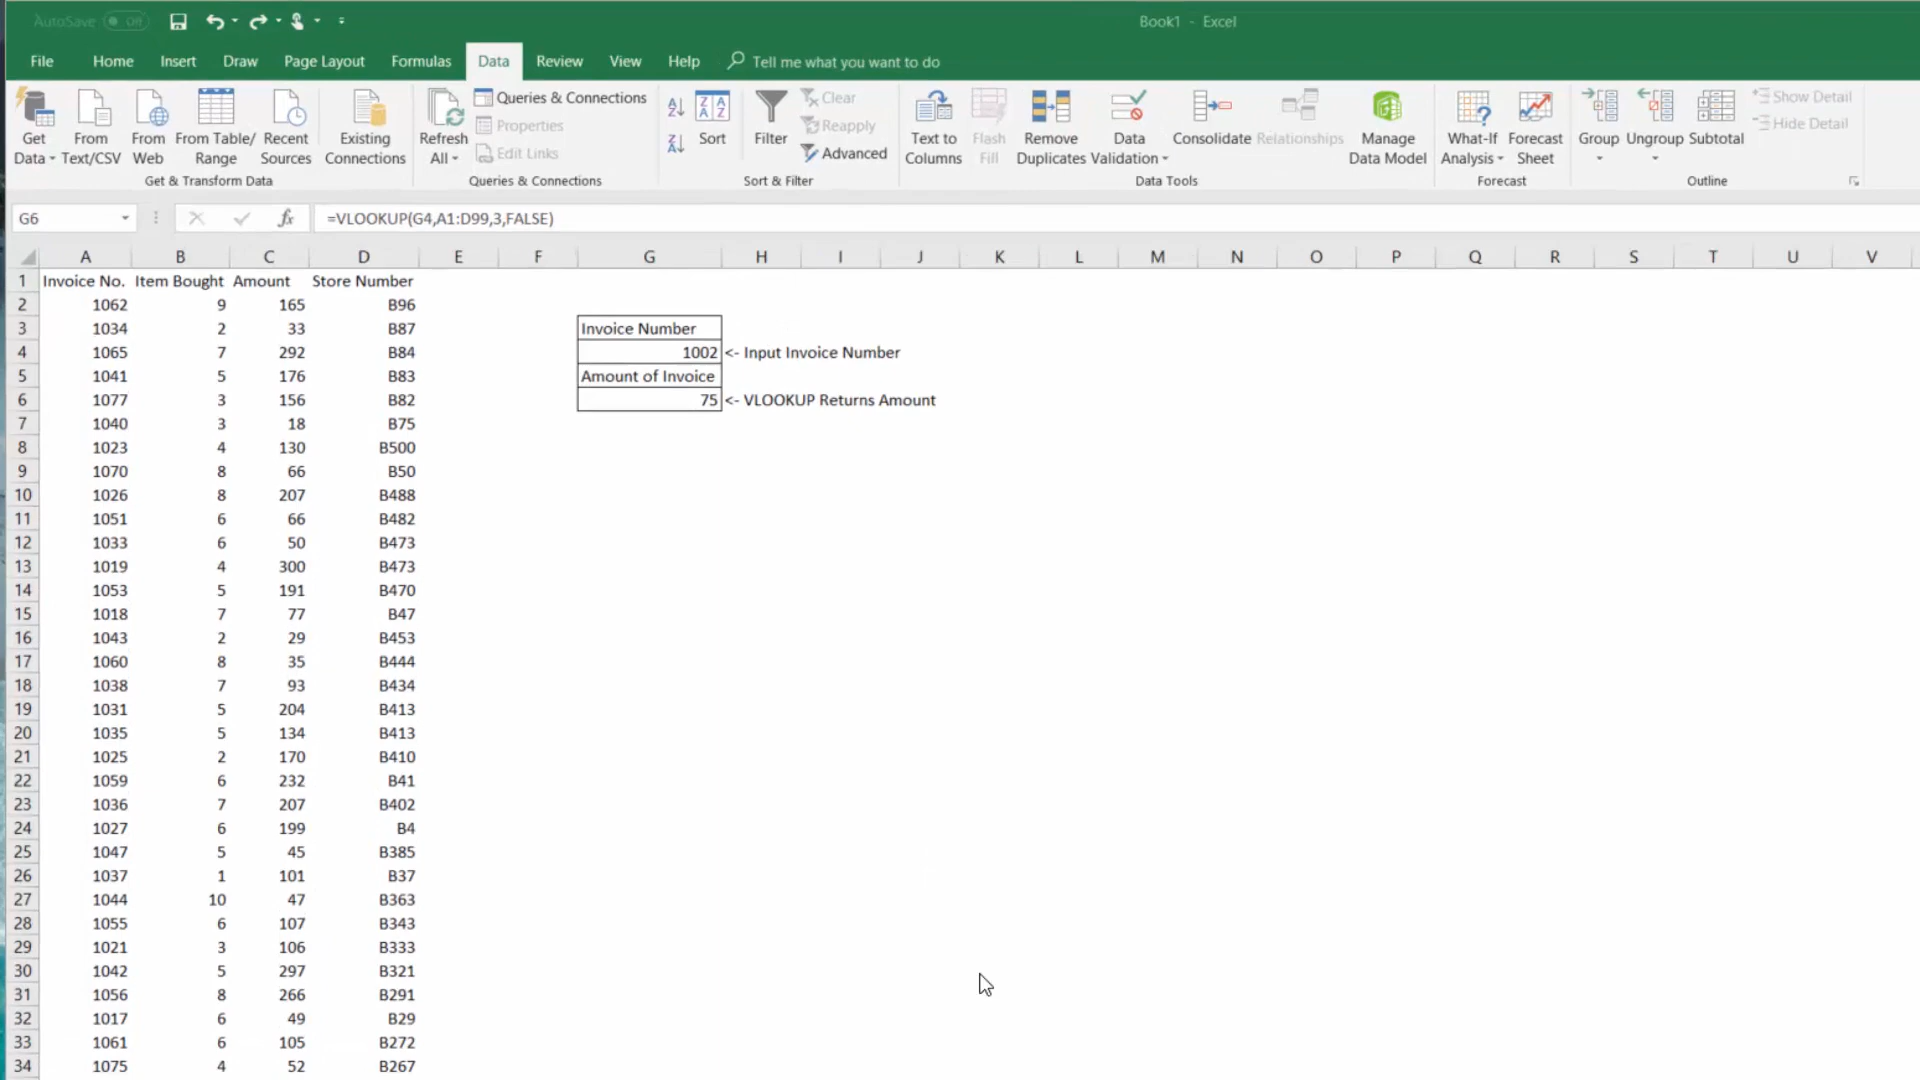 AutoSave Off
Book1 - Excel
File Home Insert Draw Page Layout Formulas Data Review View Help Tell me what you want to do
Get Data
From Text/CSV
From Web
From Table/ Range
Recent Sources
Existing Connections
Get & Transform Data
Refresh All
Queries & Connections
Properties
Edit Links
Queries & Connections
Sort
Filter
Clear
Reapply
Advanced
Sort & Filter
Text to Columns
Flash Fill
Remove Duplicates
Data Validation
Consolidate
Relationships
Manage Data Model
Data Tools
What-If Analysis
Forecast Sheet
Forecast
Group
Ungroup
Subtotal
Show Detail
Hide Detail
Outline
G6 fx =VLOOKUP(G4,A1:D99,3,FALSE)
A B C D E F G H I J K L M N O P Q R S T U V
1 Invoice No. Item Bought Amount Store Number
2 1062 9 165 B96
3 1034 2 33 B87 Invoice Number
4 1065 7 292 B84 1002 <- Input Invoice Number
5 1041 5 176 B83 Amount of Invoice
6 1077 3 156 B82 75 <- VLOOKUP Returns Amount
7 1040 3 18 B75
8 1023 4 130 B500
9 1070 8 66 B50
10 1026 8 207 B488
11 1051 6 66 B482
12 1033 6 50 B473
13 1019 4 300 B473
14 1053 5 191 B470
15 1018 7 77 B47
16 1043 2 29 B453
17 1060 8 35 B444
18 1038 7 93 B434
19 1031 5 204 B413
20 1035 5 134 B413
21 1025 2 170 B410
22 1059 6 232 B41
23 1036 7 207 B402
24 1027 6 199 B4
25 1047 5 45 B385
26 1037 1 101 B37
27 1044 10 47 B363
28 1055 6 107 B343
29 1021 3 106 B333
30 1042 5 297 B321
31 1056 8 266 B291
32 1017 6 49 B29
33 1061 6 105 B272
34 1075 4 52 B267